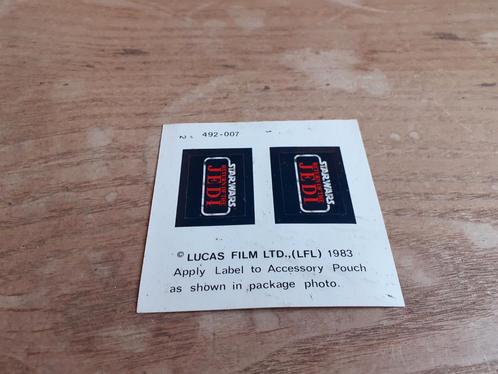 2. 492-007
STAR WARS
RETURN OF THE
JEDI
STAR WARS
RETURN OF THE
JEDI
© LUCAS FILM LTD.,(LFL) 1983
Apply Label to Accessory Pouch
as shown in package photo.